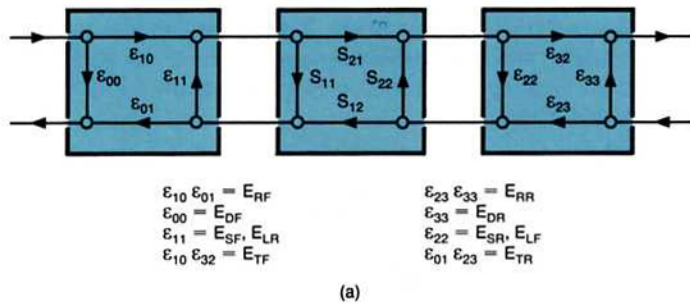 ε10 S21 ε32
ε00 ε11 S11 S22 ε22 ε33
ε01 S12 ε23
ε10 ε01 = ERF
ε00 = EDF
ε11 = ESF, ELR
ε10 ε32 = ETF
ε23 ε33 = ERR
ε33 = EDR
ε22 = ESR, ELF
ε01 ε23 = ETR
(a)